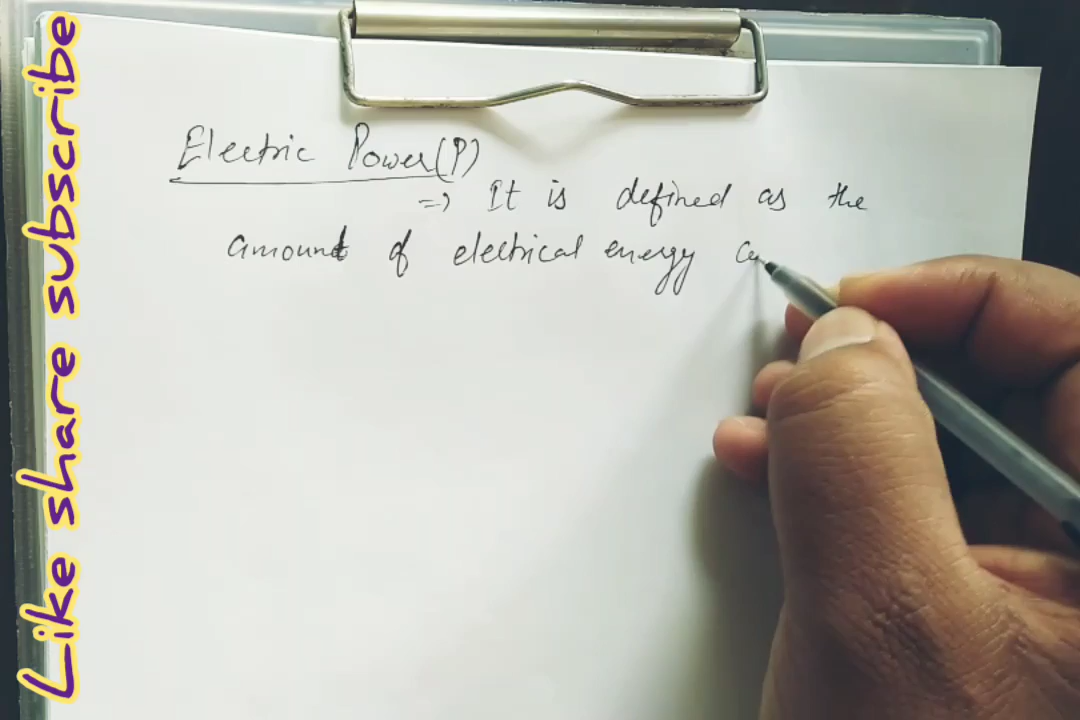 Electric Power (P)
=> It is defined as the
amount of electrical energy
Like share subscribe